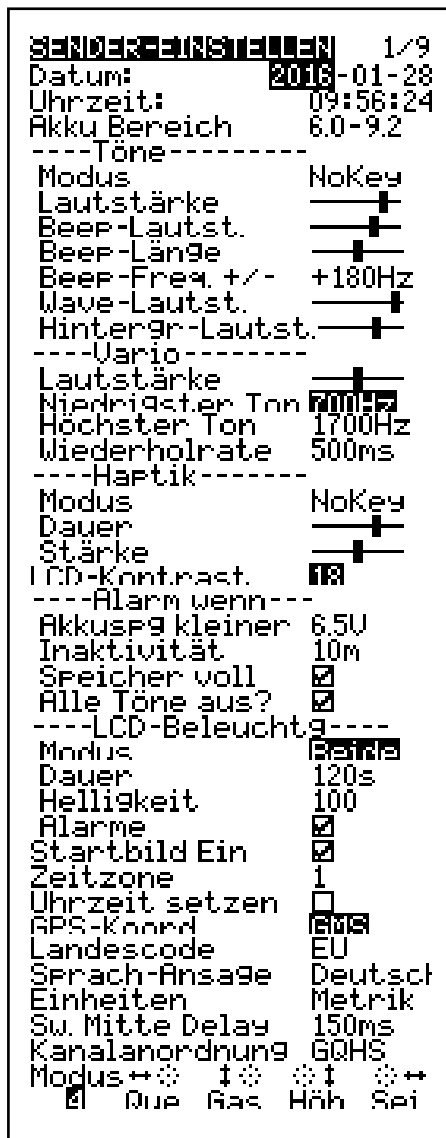 SENDER-EINSTELLEN 1/9
Datum: 2016-01-28
Uhrzeit: 09:56:24
Akku Bereich 6.0-9.2
----Töne---------
Modus NoKey
Lautstärke
Beep-Lautst.
Beep-Länge
Beep-Freq. +/- +180Hz
Wave-Lautst.
Hintergr-Lautst.
----Vario--------
Lautstärke
Niedrigster Ton 700Hz
Höchster Ton 1700Hz
Wiederholrate 500ms
----Haptik-------
Modus NoKey
Dauer
Stärke
LCD-Kontrast. 18
----Alarm wenn---
Akkuspg kleiner 6.5V
Inaktivität 10m
Speicher voll ☑
Alle Töne aus? ☑
----LCD-Beleuchtg----
Modus Beide
Dauer 120s
Helligkeit 100
Alarme ☑
Startbild Ein ☑
Zeitzone 1
Uhrzeit setzen ☐
GPS-Koord GMS
Landescode EU
Sprach-Ansage Deutsch
Einheiten Metrik
Sw. Mitte Delay 150ms
Kanalanordnung GQHS
Modus ↔ ↕ ↕ ↔
2 Que Gas Höh Sei